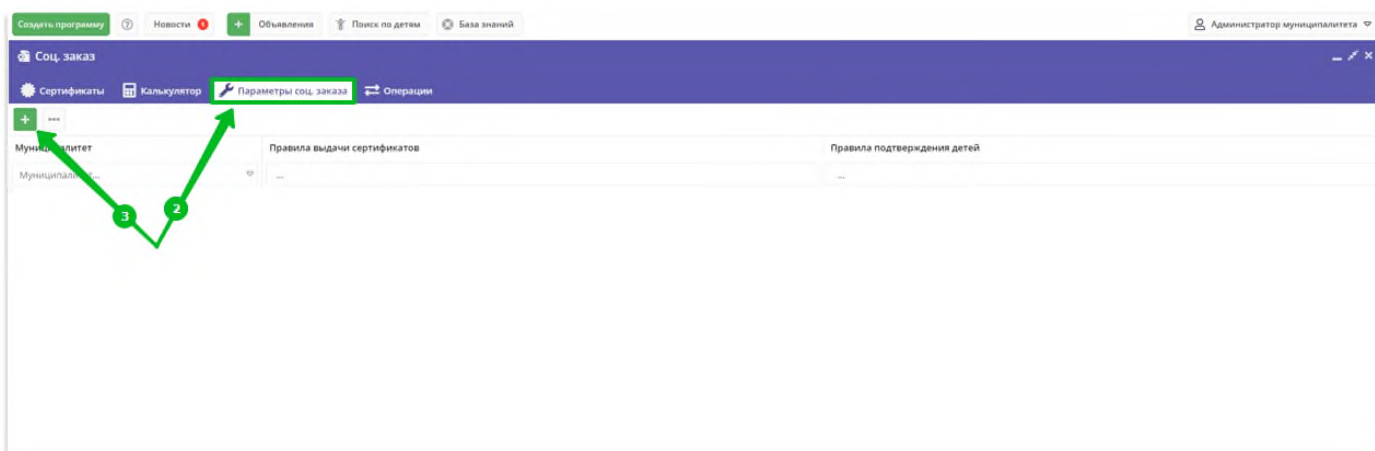 Создать программу ? Новости 1 + Объявления Поиск по детям База знаний Администратор муниципалитета
Соц. заказ
Сертификаты Калькулятор Параметры соц. заказа Операции
+ ...
Муниципалитет Правила выдачи сертификатов Правила подтверждения детей
Муниципалитет... ... ...
3 2